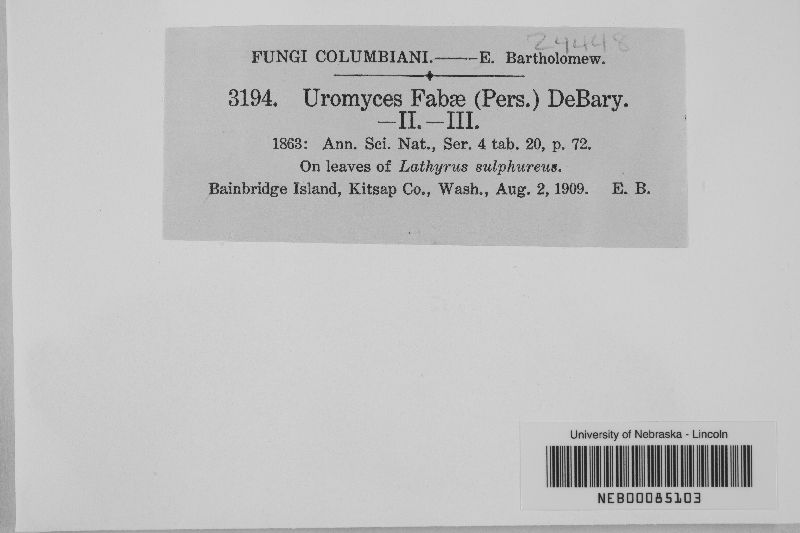 24448
FUNGI COLUMBIANI.——E. Bartholomew.
3194. Uromyces Fabæ (Pers.) DeBary.
—II.—III.
1863: Ann. Sci. Nat., Ser. 4 tab. 20, p. 72.
On leaves of Lathyrus sulphureus.
Bainbridge Island, Kitsap Co., Wash., Aug. 2, 1909. E. B.
University of Nebraska - Lincoln
NEB00085103